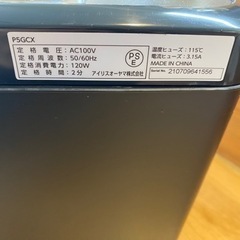 P5GCX
定格電圧：AC100V
定格周波数：50/60Hz
定格消費電力：120W
定格時間：2分
PSE
アイリスオーヤマ株式会社
温度ヒューズ：115℃
電流ヒューズ：3.15A
MADE IN CHINA
Serial No. 210709641556